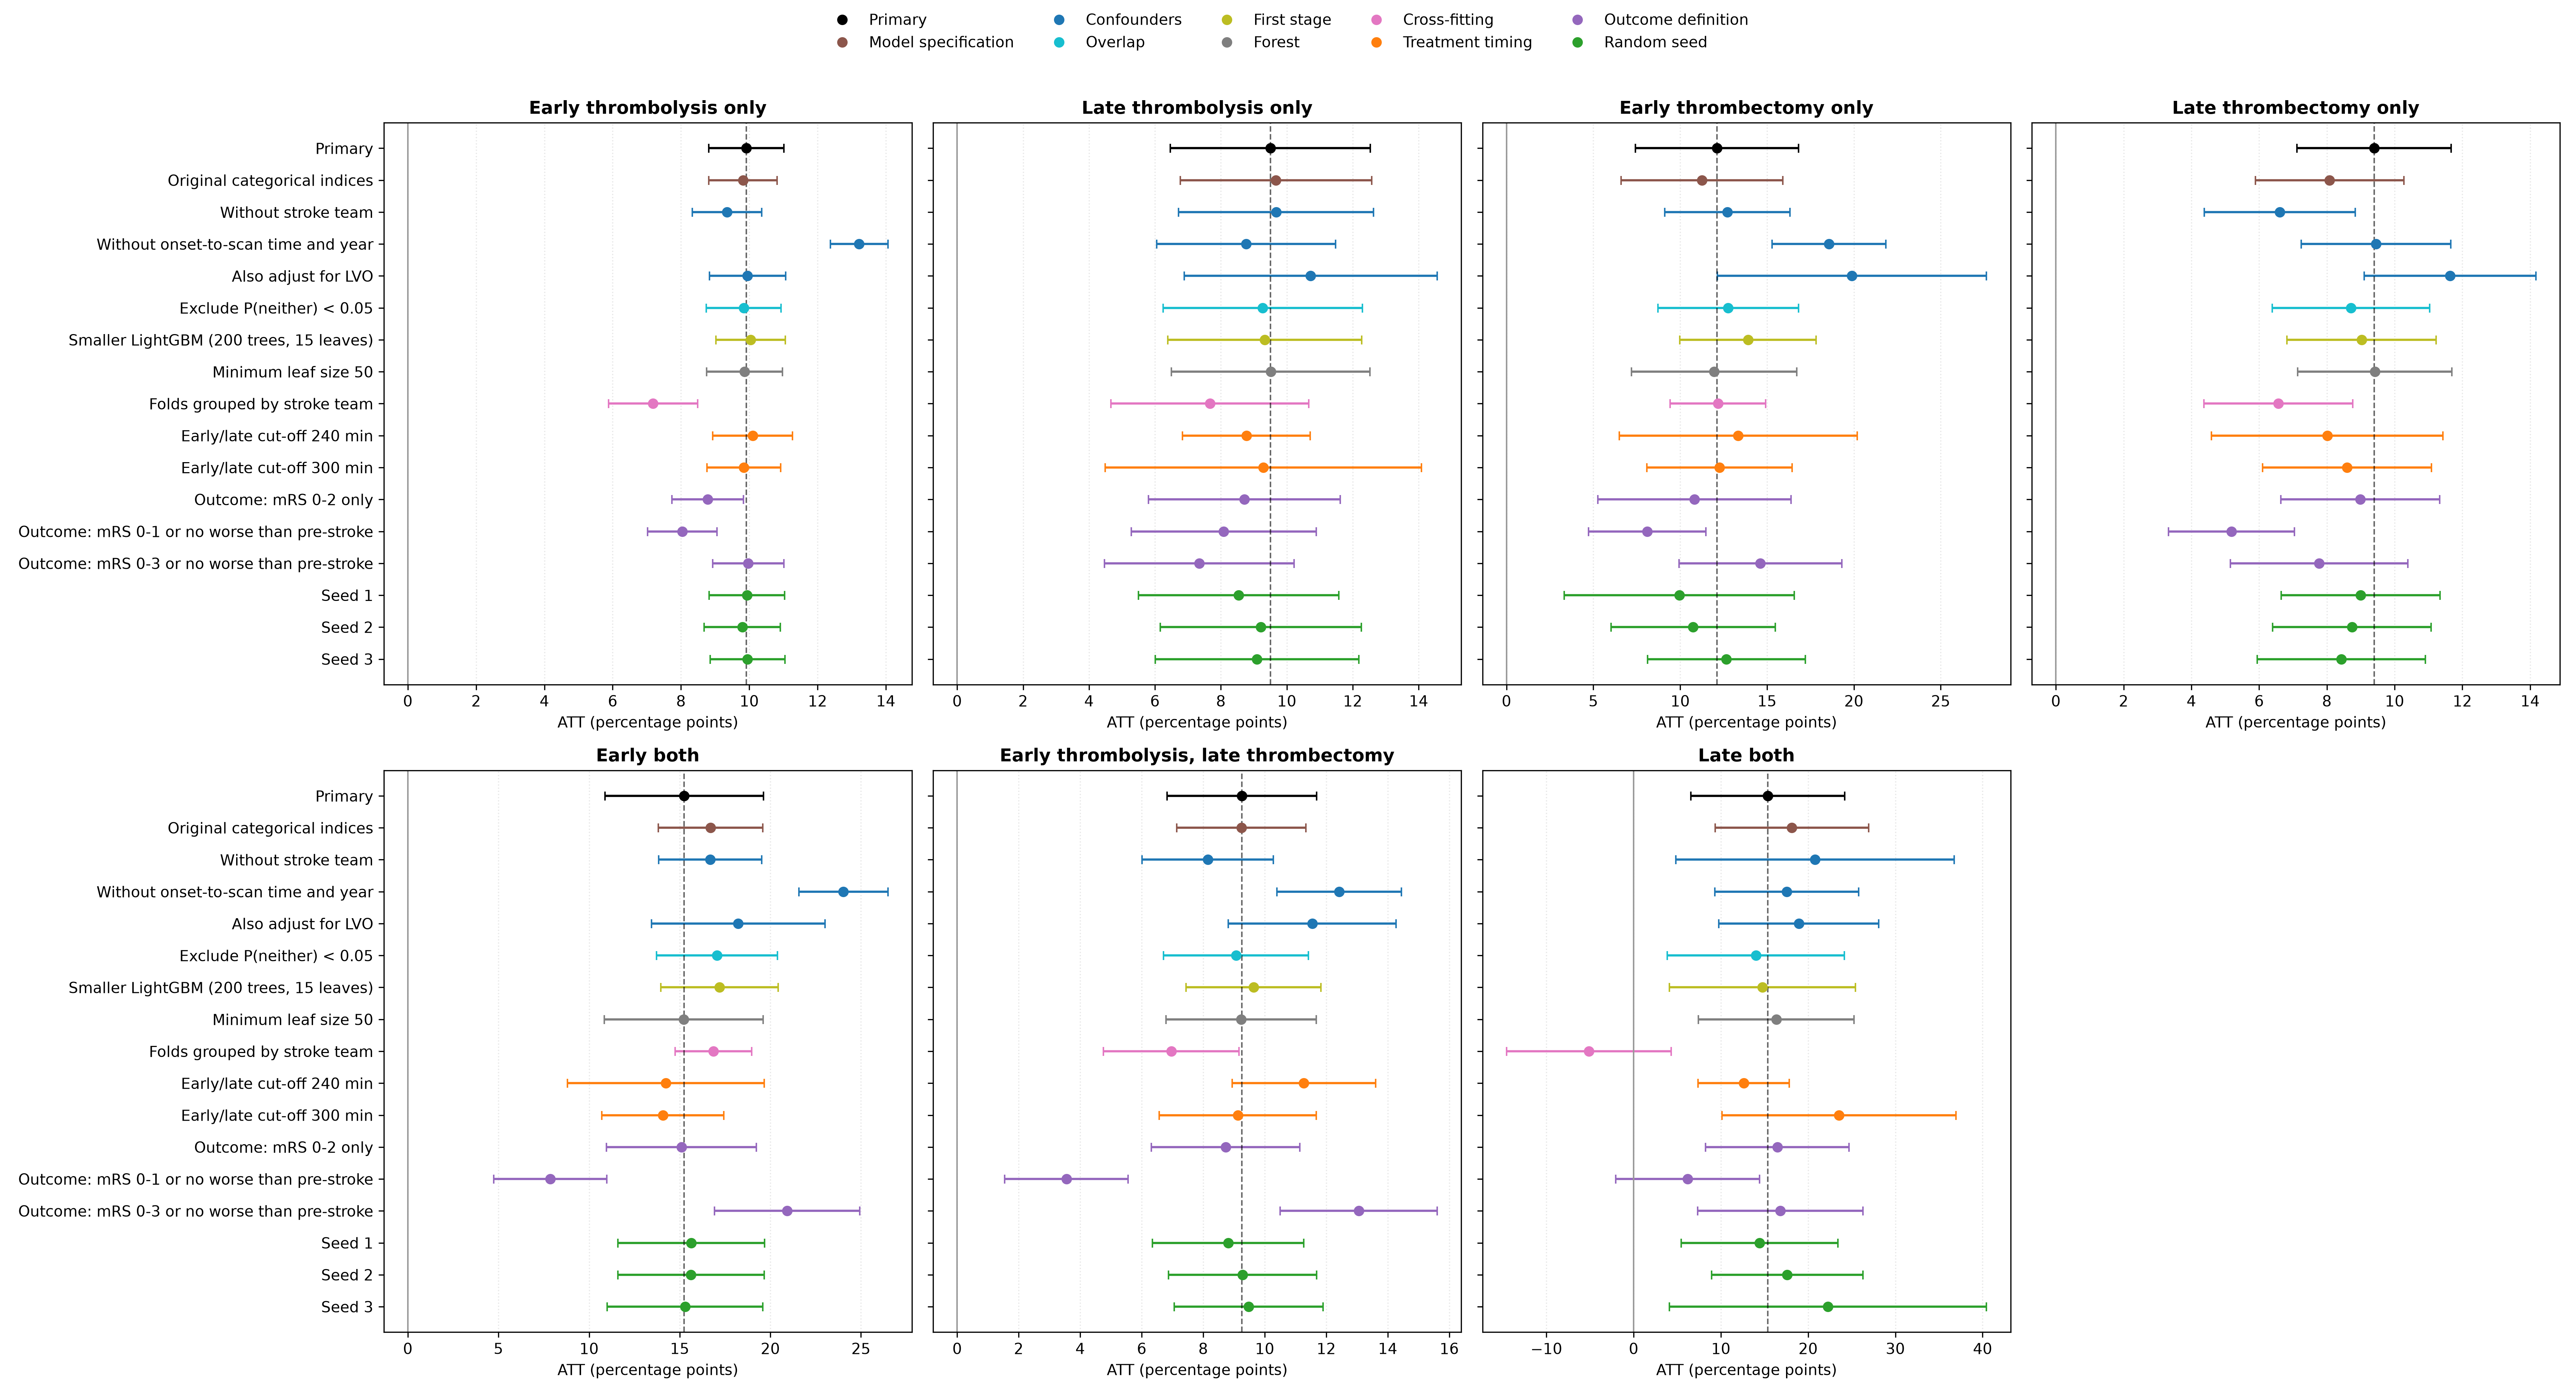 Primary
Confounders
First stage
Cross-fitting
Outcome definition
Model specification
Overlap
Forest
Treatment timing
Random seed
Early thrombolysis only
Late thrombolysis only
Early thrombectomy only
Late thrombectomy only
Primary
Original categorical indices
Without stroke team
Without onset-to-scan time and year
Also adjust for LVO
Exclude P(neither) < 0.05
Smaller LightGBM (200 trees, 15 leaves)
Minimum leaf size 50
Folds grouped by stroke team
Early/late cut-off 240 min
Early/late cut-off 300 min
Outcome: mRS 0-2 only
Outcome: mRS 0-1 or no worse than pre-stroke
Outcome: mRS 0-3 or no worse than pre-stroke
Seed 1
Seed 2
Seed 3
0 2 4 6 8 10 12 14
0 2 4 6 8 10 12 14
0 5 10 15 20 25
0 2 4 6 8 10 12 14
ATT (percentage points)
ATT (percentage points)
ATT (percentage points)
ATT (percentage points)
Early both
Early thrombolysis, late thrombectomy
Late both
Primary
Original categorical indices
Without stroke team
Without onset-to-scan time and year
Also adjust for LVO
Exclude P(neither) < 0.05
Smaller LightGBM (200 trees, 15 leaves)
Minimum leaf size 50
Folds grouped by stroke team
Early/late cut-off 240 min
Early/late cut-off 300 min
Outcome: mRS 0-2 only
Outcome: mRS 0-1 or no worse than pre-stroke
Outcome: mRS 0-3 or no worse than pre-stroke
Seed 1
Seed 2
Seed 3
0 5 10 15 20 25
0 2 4 6 8 10 12 14 16
−10 0 10 20 30 40
ATT (percentage points)
ATT (percentage points)
ATT (percentage points)